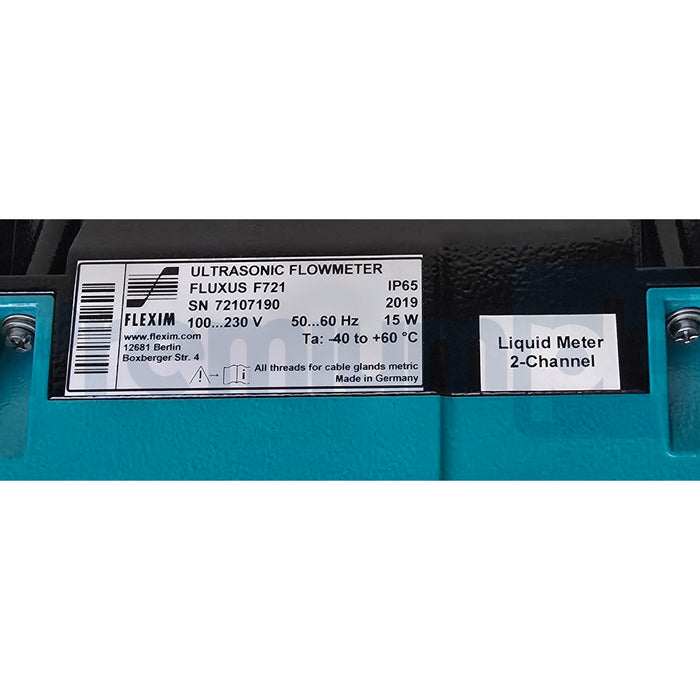 ULTRASONIC FLOWMETER
FLUXUS F721 IP65
SN 72107190 2019
FLEXIM 100...230 V 50...60 Hz 15 W
www.flexim.com Ta: -40 to +60 °C
12681 Berlin
Boxberger Str. 4
All threads for cable glands metric
Made in Germany
Liquid Meter
2-Channel